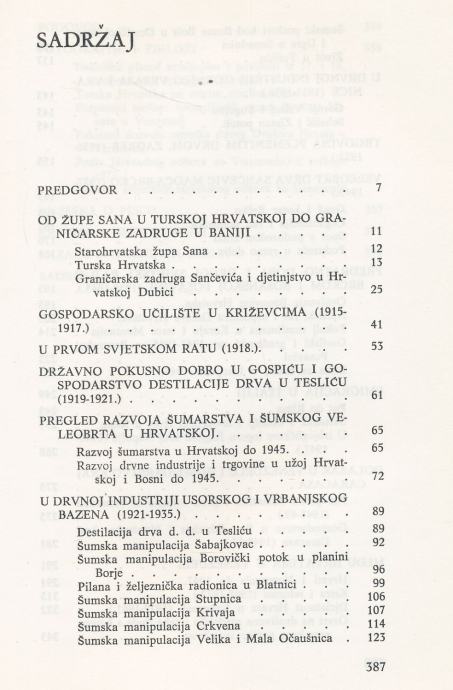 SADRŽAJ
PREDGOVOR . . . . . . . . . . . 7
OD ŽUPE SANA U TURSKOJ HRVATSKOJ DO GRA-
NIČARSKE ZADRUGE U BANIJI . . . . . 11
Starohrvatska župa Sana . . . . . . . 12
Turska Hrvatska . . . . . . . . . 13
Graničarska zadruga Sančevića i djetinjstvo u Hr-
vatskoj Dubici . . . . . . . . 25
GOSPODARSKO UČILIŠTE U KRIŽEVCIMA (1915-
1917.) . . . . . . . . . . . 41
U PRVOM SVJETSKOM RATU (1918.). . . . . 53
DRŽAVNO POKUSNO DOBRO U GOSPIĆU I GO-
SPODARSTVO DESTILACIJE DRVA U TESLIĆU
(1919-1921.) . . . . . . . . . . 61
PREGLED RAZVOJA ŠUMARSTVA I ŠUMSKOG VE-
LEOBRTA U HRVATSKOJ. . . . . . . 65
Razvoj šumarstva u Hrvatskoj do 1945. . . . 65
Razvoj drvne industrije i trgovine u užoj Hrvat-
skoj i Bosni do 1945. . . . . . . 72
U DRVNOJ INDUSTRIJI USORSKOG I VRBANJSKOG
BAZENA (1921-1935.) . . . . . . . 89
Destilacija drva d. d. u Tesliću . . . . . 89
Šumska manipulacija Šabajkovac . . . . . 92
Šumska manipulacija Borovički potok u planini
Borje . . . . . . . . . . 96
Pilana i željeznička radionica u Blatnici . . . 99
Šumska manipulacija Stupnica . . . . . 106
Šumska manipulacija Krivaja . . . . . 107
Šumska manipulacija Crkvena . . . . . 114
Šumska manipulacija Velika i Mala Očaušnica . 123
387